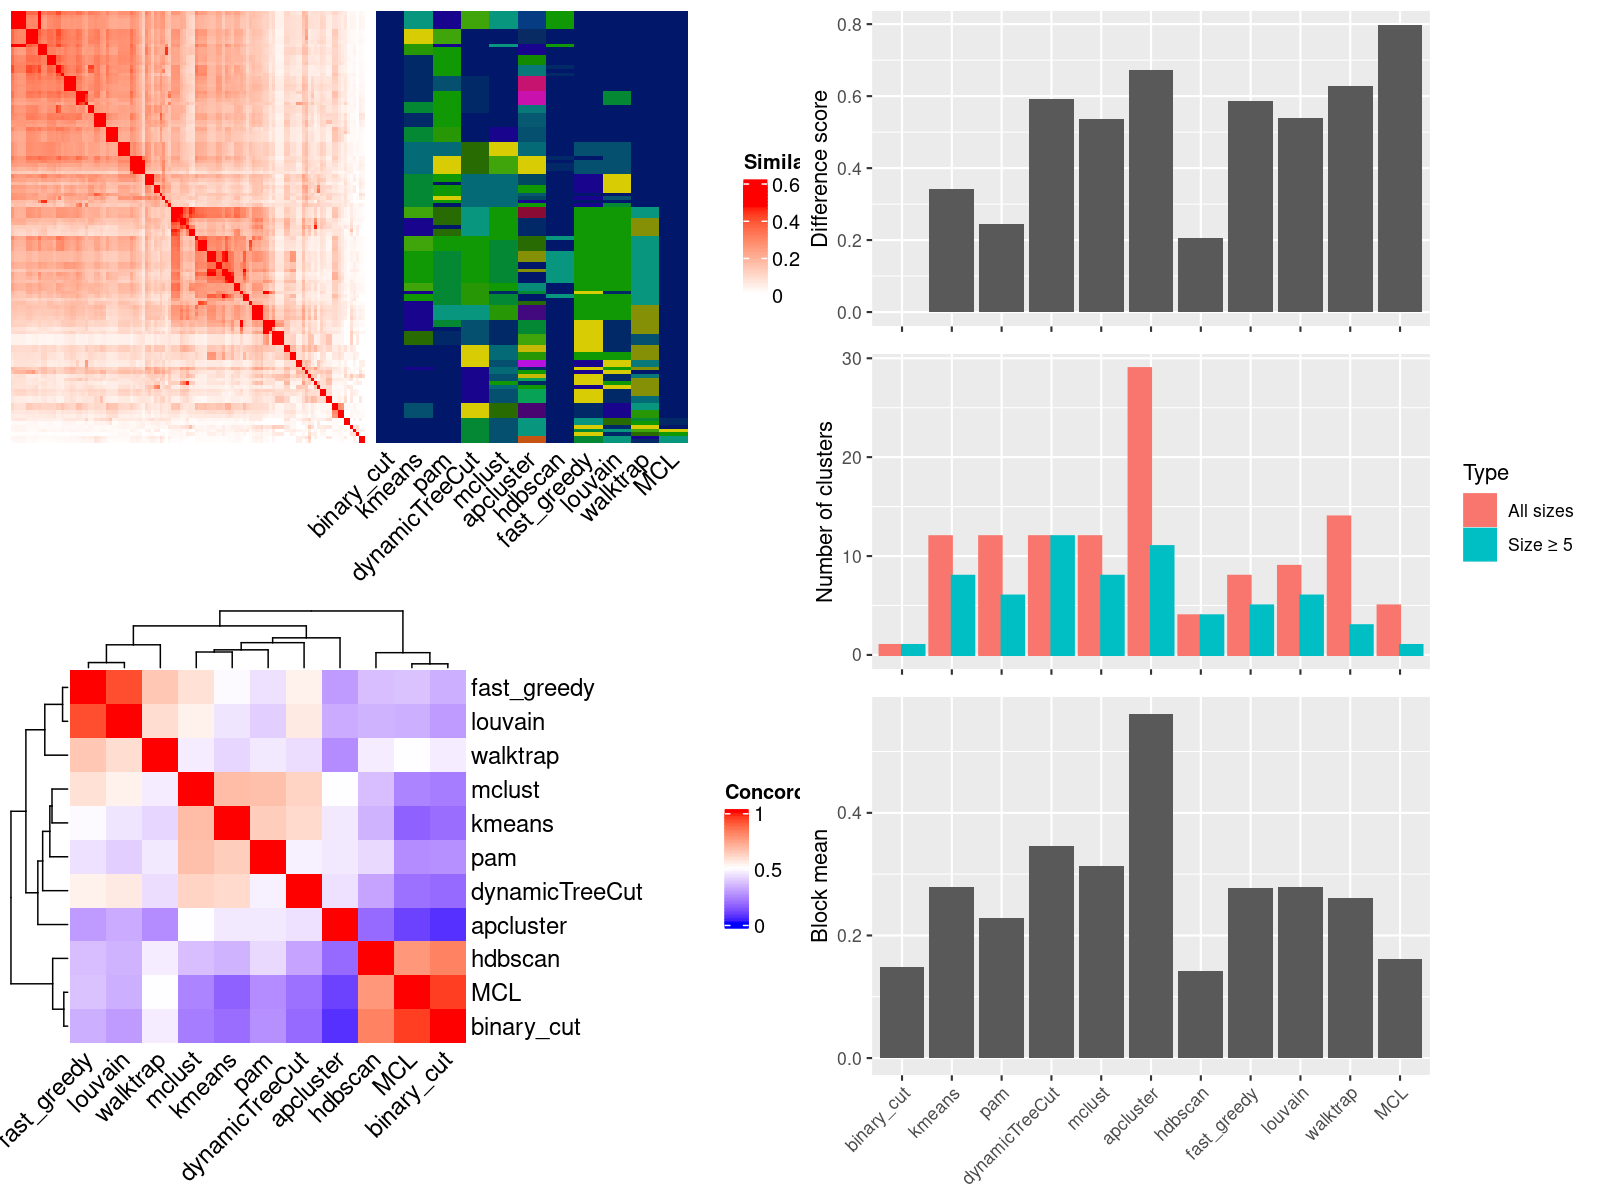 Simila
0.6
0.4
0.2
0
binary_cut
kmeans
pam
dynamicTreeCut
mclust
apcluster
hdbscan
fast_greedy
louvain
walktrap
MCL
Difference score
0.8
0.6
0.4
0.2
0.0
Number of clusters
30
20
10
0
Type
All sizes
Size ≥ 5
fast_greedy
louvain
walktrap
mclust
kmeans
pam
dynamicTreeCut
apcluster
hdbscan
MCL
binary_cut
fast_greedy
louvain
walktrap
mclust
kmeans
pam
dynamicTreeCut
apcluster
hdbscan
MCL
binary_cut
Concord
1
0.5
0
Block mean
0.4
0.2
0.0
binary_cut
kmeans
pam
dynamicTreeCut
mclust
apcluster
hdbscan
fast_greedy
louvain
walktrap
MCL